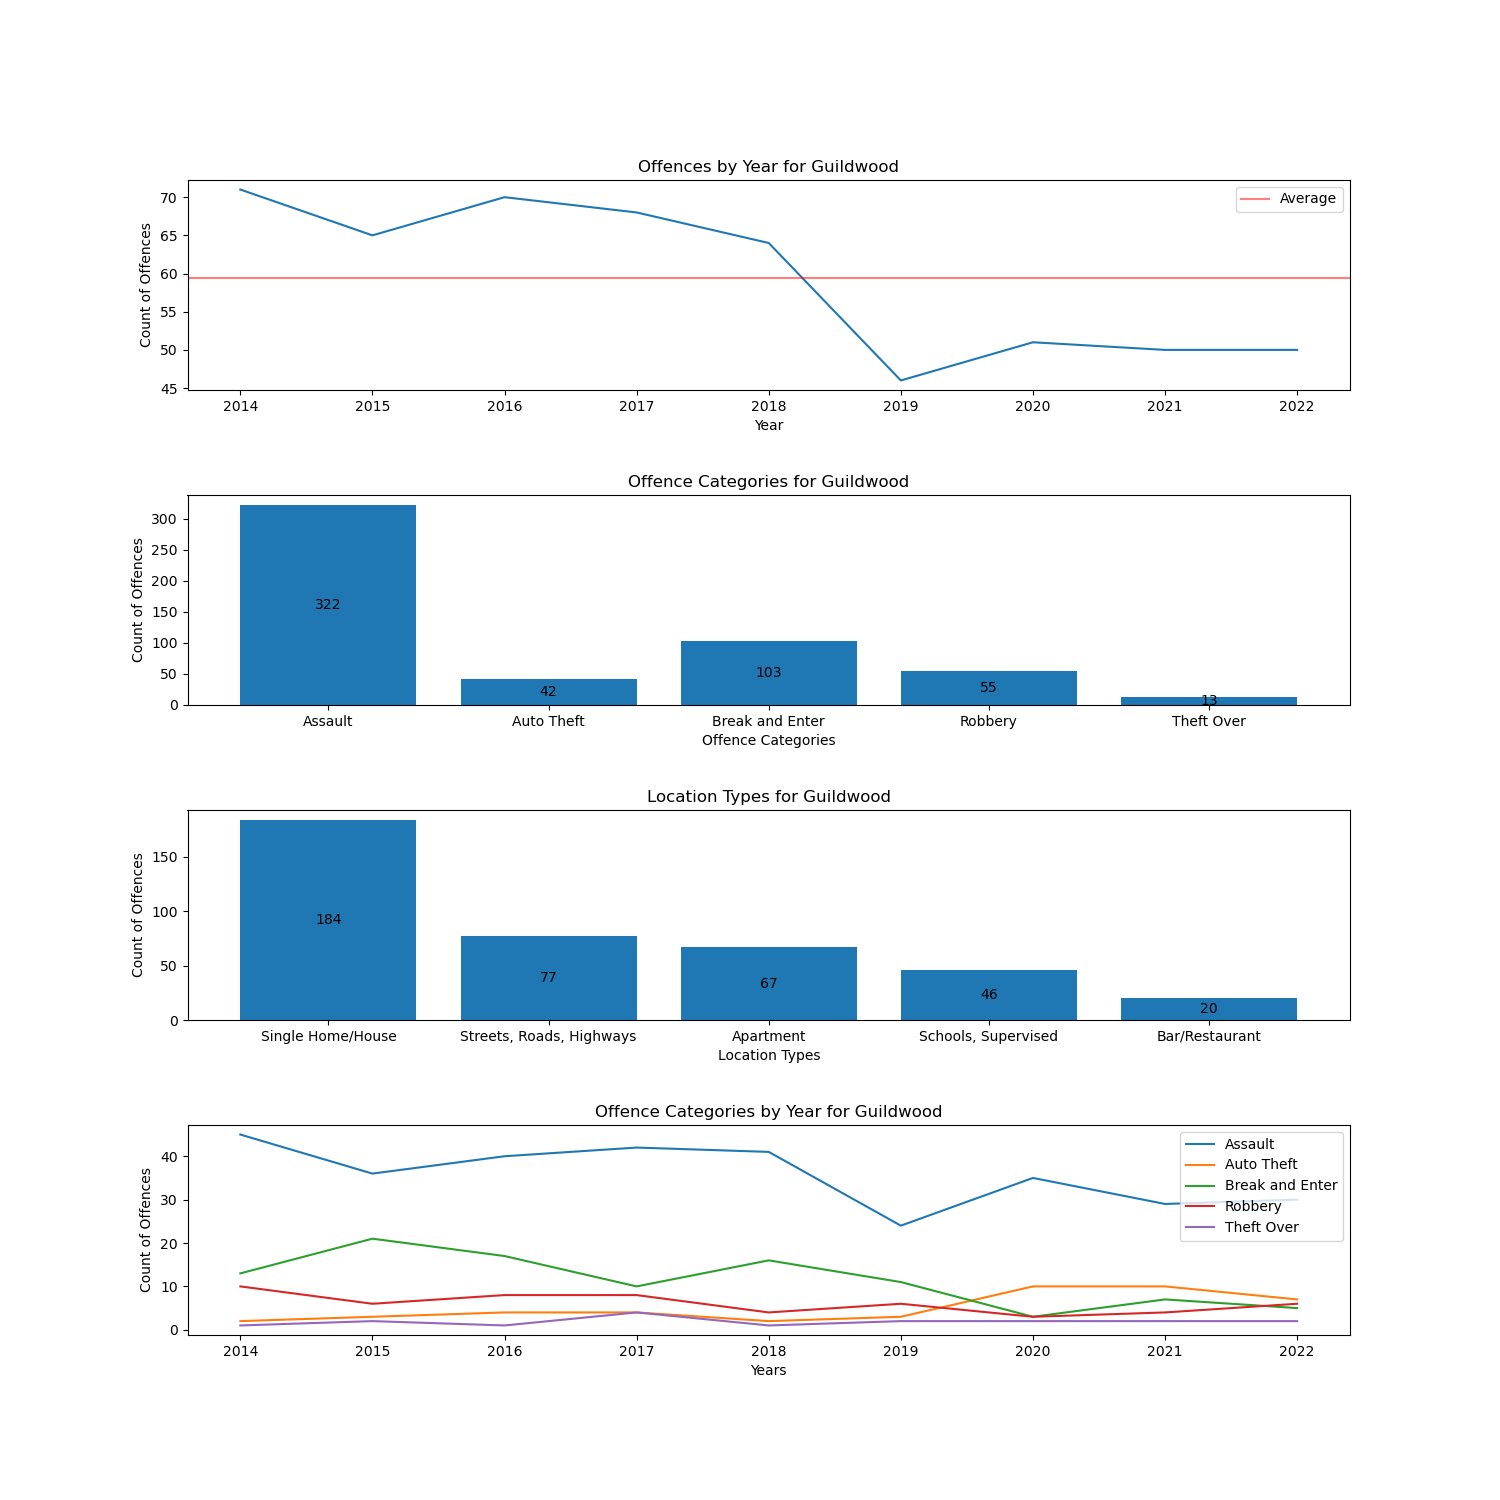 Offences by Year for Guildwood
Count of Offences
70
65
60
55
50
45
Average
2014 2015 2016 2017 2018 2019 2020 2021 2022
Year
Offence Categories for Guildwood
Count of Offences
300
250
200
150
100
50
0
322
42
103
55
13
Assault Auto Theft Break and Enter Robbery Theft Over
Offence Categories
Location Types for Guildwood
Count of Offences
150
100
50
0
184
77
67
46
20
Single Home/House Streets, Roads, Highways Apartment Schools, Supervised Bar/Restaurant
Location Types
Offence Categories by Year for Guildwood
Count of Offences
40
30
20
10
0
Assault
Auto Theft
Break and Enter
Robbery
Theft Over
2014 2015 2016 2017 2018 2019 2020 2021 2022
Years